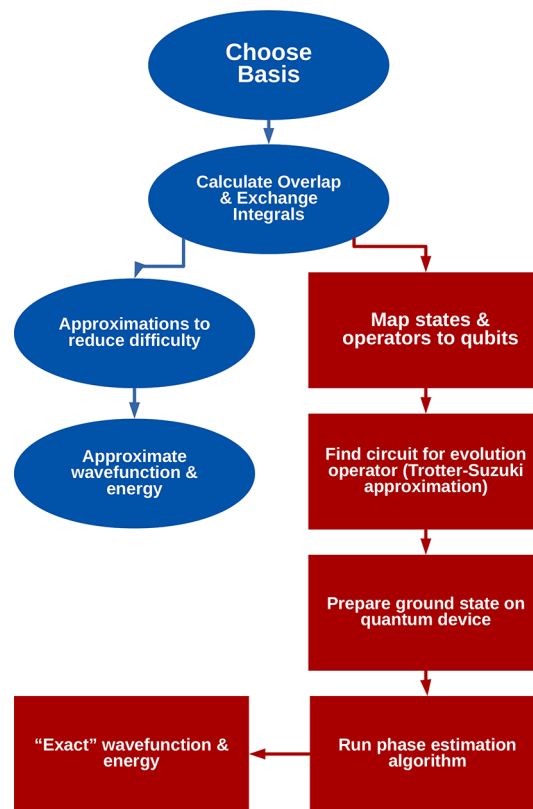 Choose
Basis
Calculate Overlap
& Exchange
Integrals
Approximations to
reduce difficulty
Approximate
wavefunction &
energy
Map states &
operators to qubits
Find circuit for evolution
operator (Trotter-Suzuki
approximation)
Prepare ground state on
quantum device
Run phase estimation
algorithm
“Exact” wavefunction &
energy